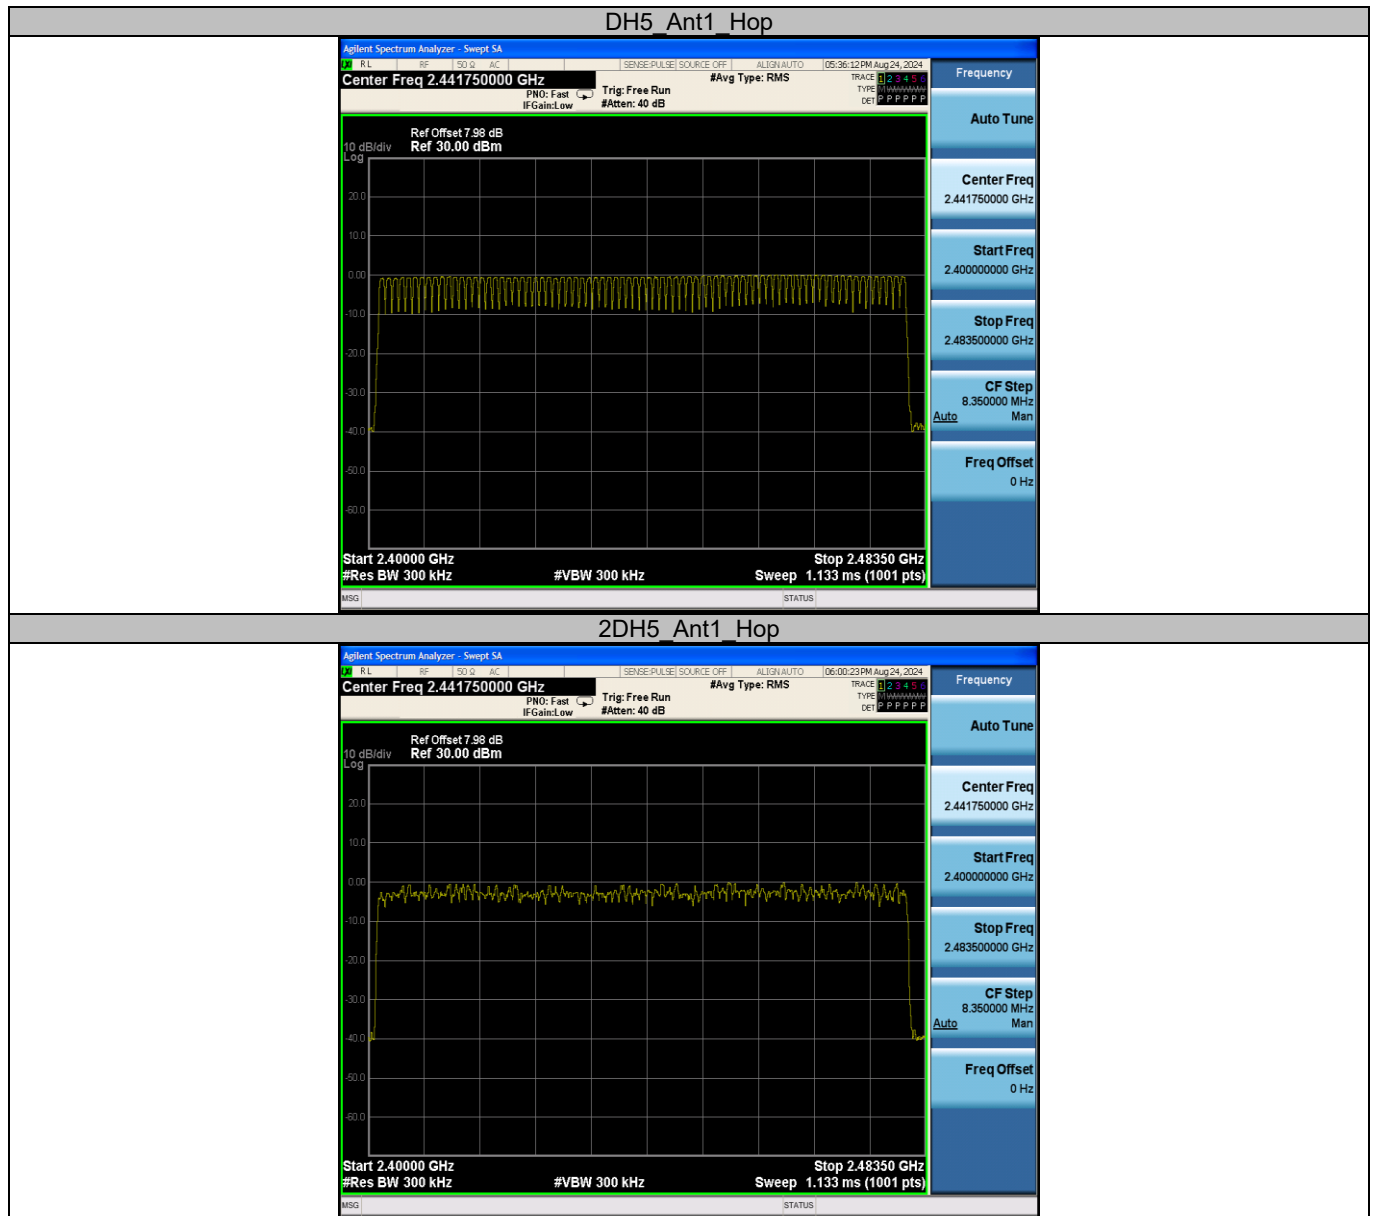 DH5_Ant1_Hop
Agilent Spectrum Analyzer - Swept SA
RL RF 50 Ω AC SENSE:PULSE SOURCE OFF ALIGN AUTO 05:36:12 PM Aug 24, 2024
Center Freq 2.441750000 GHz #Avg Type: RMS TRACE 1 2 3 4 5 6
PNO: Fast Trig: Free Run TYPE
IFGain:Low #Atten: 40 dB DET P P P P P P
Frequency
Auto Tune
Ref Offset 7.98 dB
10 dB/div Ref 30.00 dBm
Log
20.0
10.0
0.00
-10.0
-20.0
-30.0
-40.0
-50.0
-60.0
Center Freq
2.441750000 GHz
Start Freq
2.400000000 GHz
Stop Freq
2.483500000 GHz
CF Step
8.350000 MHz
Auto Man
Freq Offset
0 Hz
Start 2.40000 GHz Stop 2.48350 GHz
#Res BW 300 kHz #VBW 300 kHz Sweep 1.133 ms (1001 pts)
MSG STATUS
2DH5_Ant1_Hop
Agilent Spectrum Analyzer - Swept SA
RL RF 50 Ω AC SENSE:PULSE SOURCE OFF ALIGN AUTO 06:00:23 PM Aug 24, 2024
Center Freq 2.441750000 GHz #Avg Type: RMS TRACE 1 2 3 4 5 6
PNO: Fast Trig: Free Run TYPE
IFGain:Low #Atten: 40 dB DET P P P P P P
Frequency
Auto Tune
Ref Offset 7.98 dB
10 dB/div Ref 30.00 dBm
Log
20.0
10.0
0.00
-10.0
-20.0
-30.0
-40.0
-50.0
-60.0
Center Freq
2.441750000 GHz
Start Freq
2.400000000 GHz
Stop Freq
2.483500000 GHz
CF Step
8.350000 MHz
Auto Man
Freq Offset
0 Hz
Start 2.40000 GHz Stop 2.48350 GHz
#Res BW 300 kHz #VBW 300 kHz Sweep 1.133 ms (1001 pts)
MSG STATUS